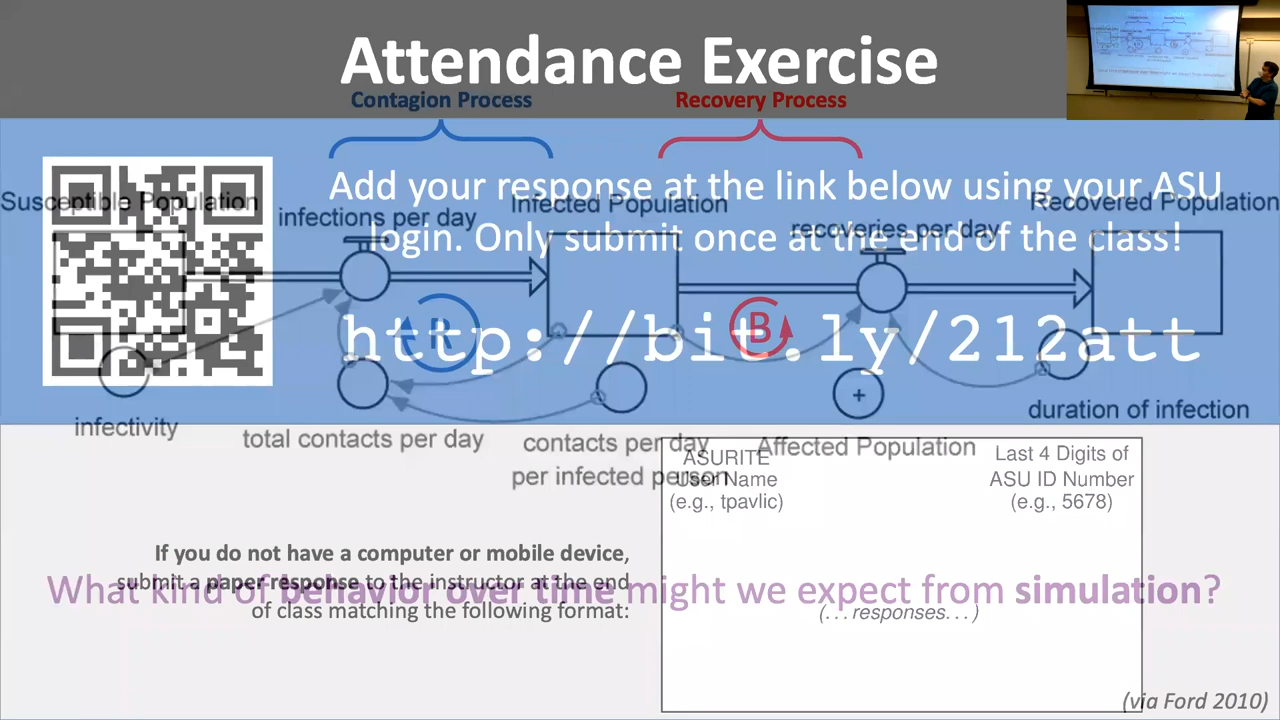 Attendance Exercise
Contagion Process
Recovery Process
Add your response at the link below using your ASU
login. Only submit once at the end of the class!
Susceptible Population
infections per day
Infected Population
recoveries per day
Recovered Population
R
B
http://bit.ly/212att
+
infectivity
total contacts per day
contacts per day
per infected person
Affected Population
duration of infection
ASURITE
User Name
(e.g., tpavlic)
Last 4 Digits of
ASU ID Number
(e.g., 5678)
If you do not have a computer or mobile device,
submit a paper response to the instructor at the end
of class matching the following format:
What kind of behavior over time might we expect from simulation?
(...responses...)
(via Ford 2010)